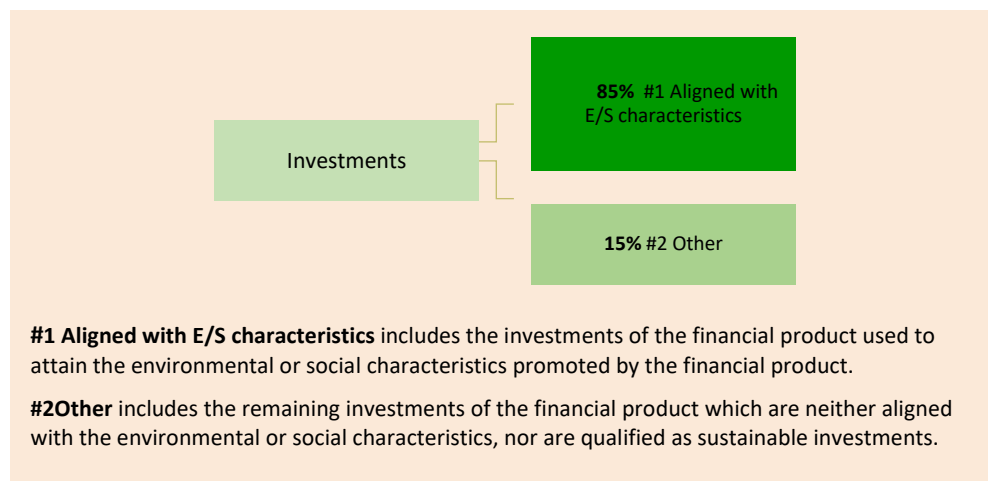 85% #1 Aligned with
E/S characteristics
Investments
15% #2 Other
#1 Aligned with E/S characteristics includes the investments of the financial product used to
attain the environmental or social characteristics promoted by the financial product.
#2Other includes the remaining investments of the financial product which are neither aligned
with the environmental or social characteristics, nor are qualified as sustainable investments.